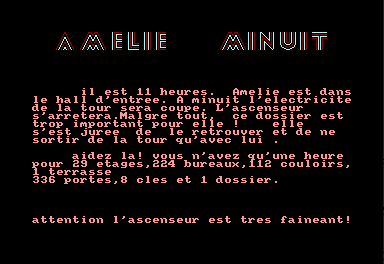 AMELIE MINUIT
il est 11 heures. Amelie est dans
le hall d'entree. A minuit l'electricite
de la tour sera coupe. L'ascenseur
s'arretera.Malgre tout, ce dossier est
trop important pour elle ! elle
s'est juree de le retrouver et de ne
sortir de la tour qu'avec lui .
aidez la! vous n'avez qu'une heure
pour 29 etages,224 bureaux,112 couloirs,
1 terrasse
336 portes,8 cles et 1 dossier.
attention l'ascenseur est tres faineant!